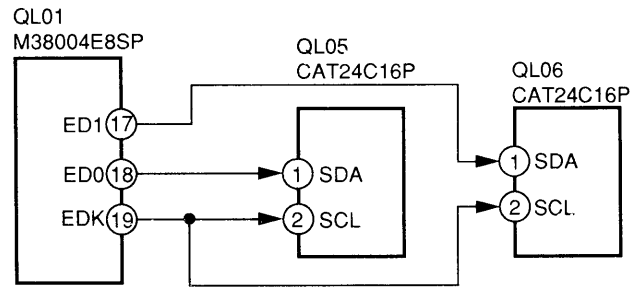 QL01
M38004E8SP
QL05
CAT24C16P
QL06
CAT24C16P
ED1 17
ED0 18
EDK 19
1 SDA
2 SCL
1 SDA
2 SCL